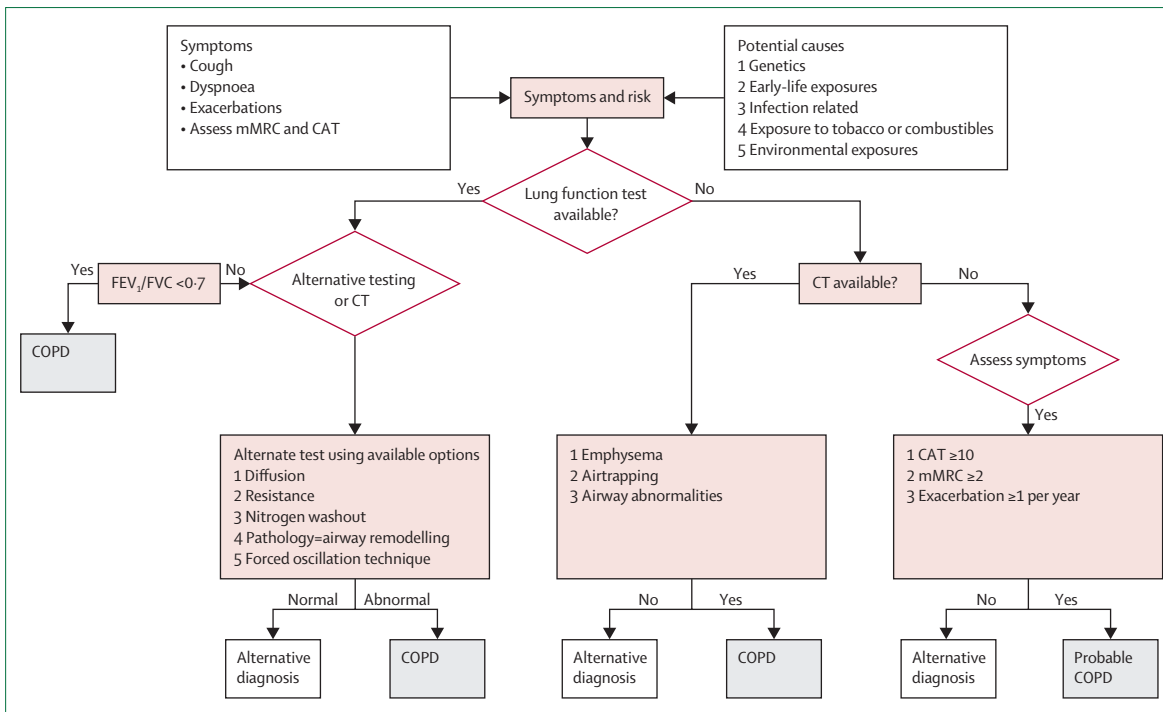 Symptoms
• Cough
• Dyspnoea
• Exacerbations
• Assess mMRC and CAT
Symptoms and risk
Potential causes
1 Genetics
2 Early-life exposures
3 Infection related
4 Exposure to tobacco or combustibles
5 Environmental exposures
Yes
Lung function test
available?
No
Yes
FEV₁/FVC <0·7
No
Alternative testing
or CT
Yes
CT available?
No
COPD
Assess symptoms
Yes
Alternate test using available options
1 Diffusion
2 Resistance
3 Nitrogen washout
4 Pathology=airway remodelling
5 Forced oscillation technique
1 Emphysema
2 Airtrapping
3 Airway abnormalities
1 CAT ≥10
2 mMRC ≥2
3 Exacerbation ≥1 per year
Normal
Abnormal
No
Yes
No
Yes
Alternative
diagnosis
COPD
Alternative
diagnosis
COPD
Alternative
diagnosis
Probable
COPD